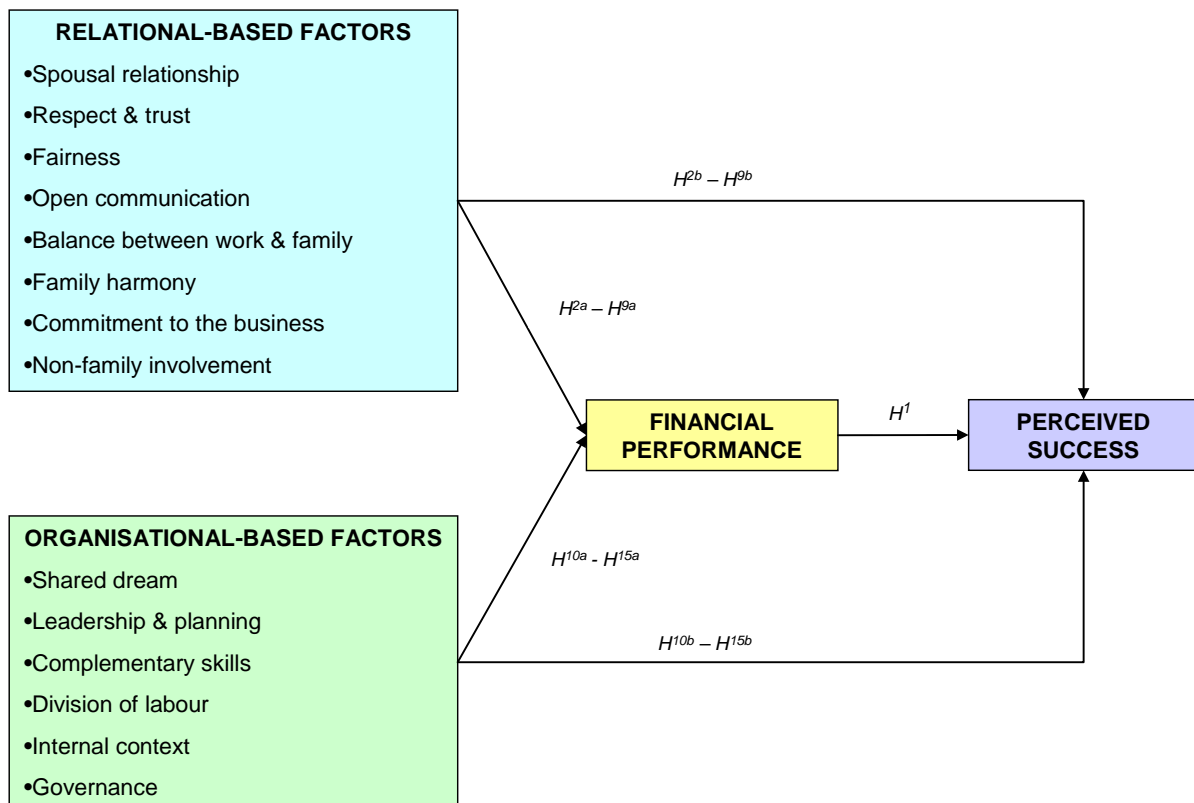 RELATIONAL-BASED FACTORS
•Spousal relationship
•Respect & trust
•Fairness
•Open communication
•Balance between work & family
•Family harmony
•Commitment to the business
•Non-family involvement
H2b – H9b
H2a – H9a
FINANCIAL
PERFORMANCE
H1
PERCEIVED
SUCCESS
ORGANISATIONAL-BASED FACTORS
•Shared dream
•Leadership & planning
•Complementary skills
•Division of labour
•Internal context
•Governance
H10a - H15a
H10b – H15b